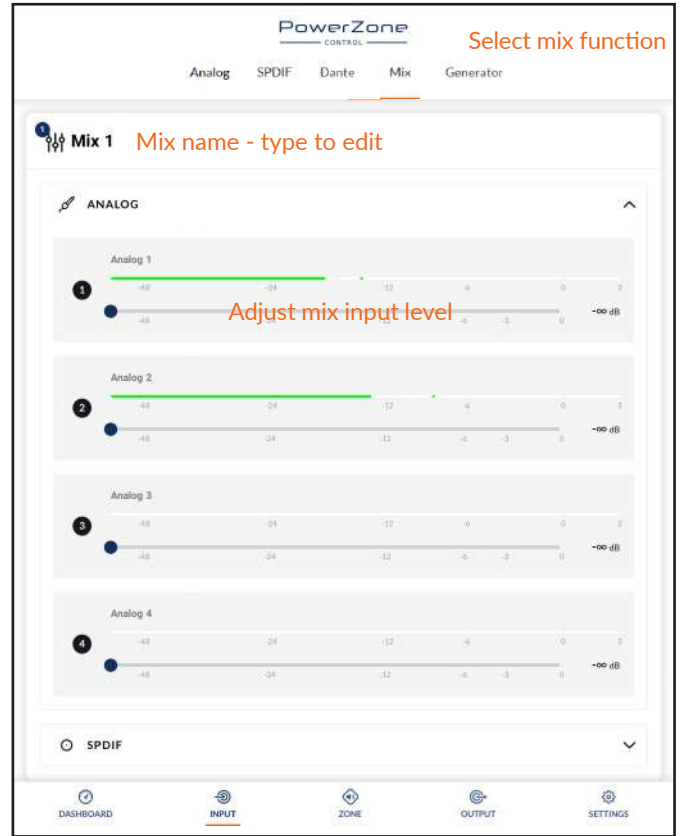 PowerZone
CONTROL
Select mix function
Analog SPDIF Dante Mix Generator
1
Mix 1 Mix name - type to edit
ANALOG
Analog 1
-48 -24 -12 -6 0 3
1
Adjust mix input level
-∞ dB
-48 -24 -12 -6 -3 0
Analog 2
-48 -24 -12 -6 0 3
2
-∞ dB
-48 -24 -12 -6 -3 0
Analog 3
-48 -24 -12 -6 0 3
3
-∞ dB
-48 -24 -12 -6 -3 0
Analog 4
-48 -24 -12 -6 0 3
4
-∞ dB
-48 -24 -12 -6 -3 0
SPDIF
DASHBOARD INPUT ZONE OUTPUT SETTINGS